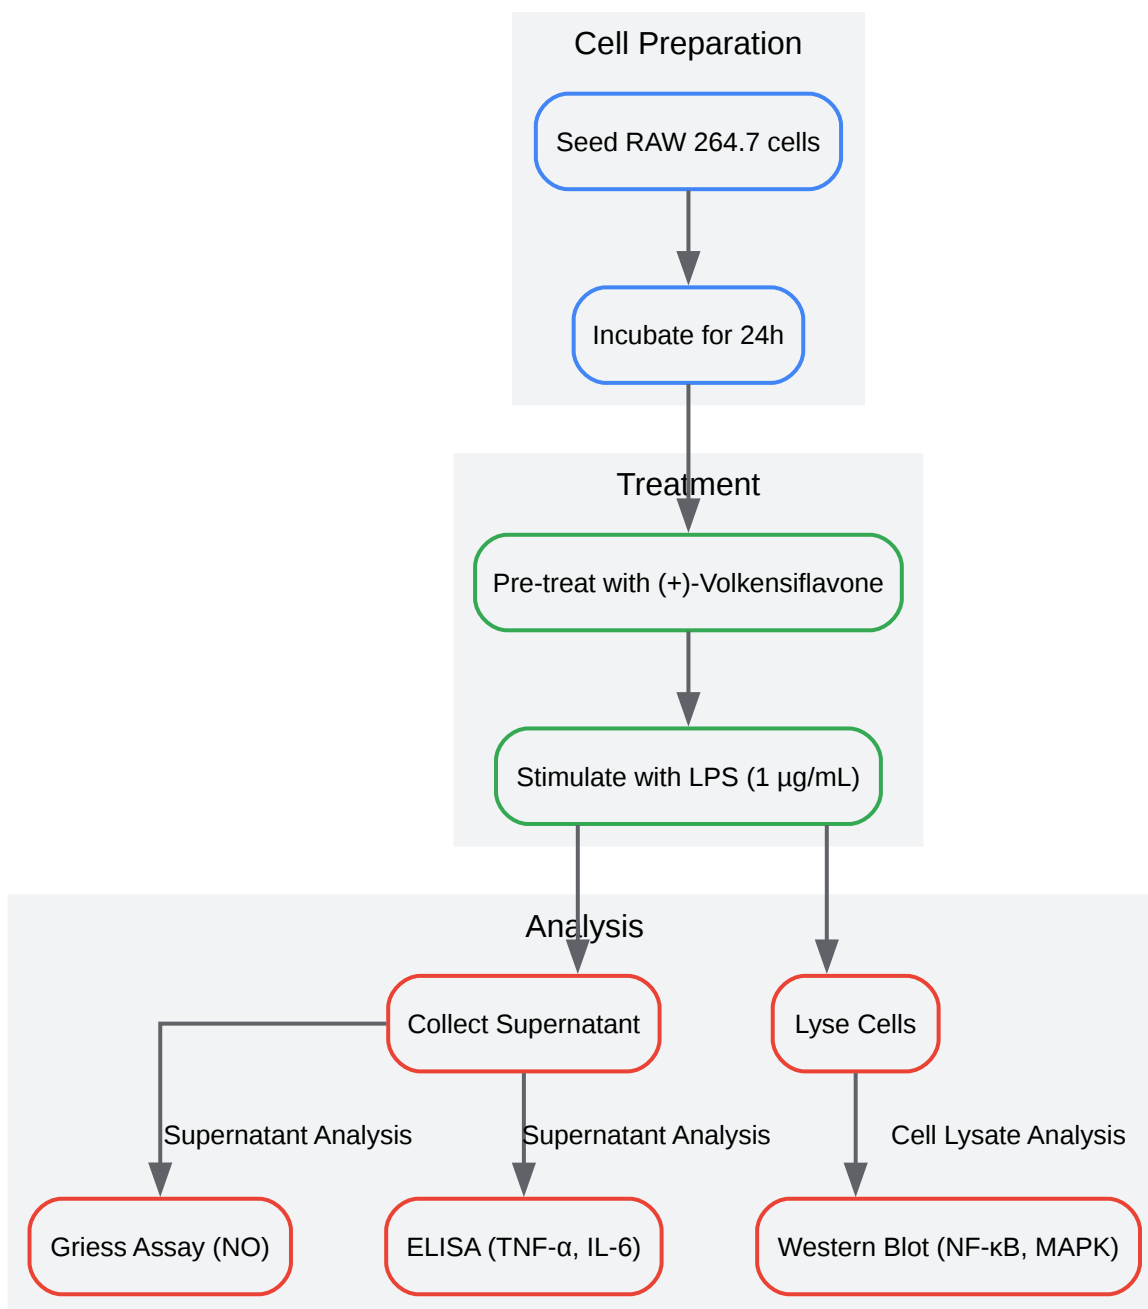 Cell Preparation
Seed RAW 264.7 cells
Incubate for 24h
Treatment
Pre-treat with (+)-Volkensiflavone
Stimulate with LPS (1 µg/mL)
Analysis
Collect Supernatant
Lyse Cells
Supernatant Analysis
Supernatant Analysis
Cell Lysate Analysis
Griess Assay (NO)
ELISA (TNF-α, IL-6)
Western Blot (NF-κB, MAPK)